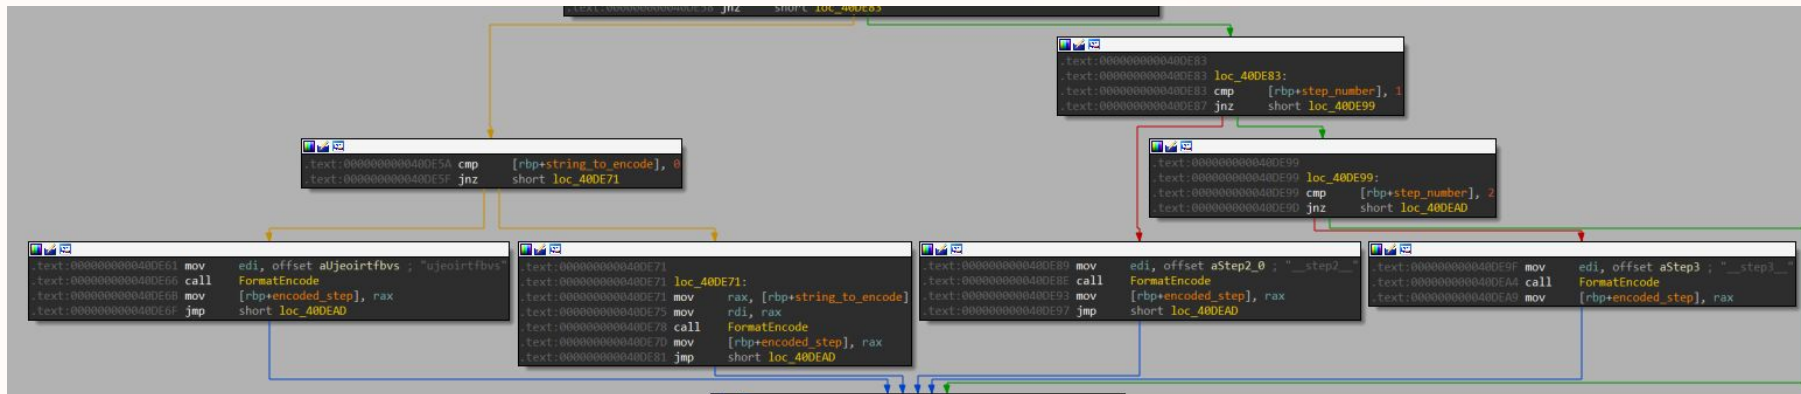 .text:000000000040DE58 jnz short loc_40DE83
.text:000000000040DE83
.text:000000000040DE83 loc_40DE83:
.text:000000000040DE83 cmp [rbp+step_number], 1
.text:000000000040DE87 jnz short loc_40DE99
.text:000000000040DE5A cmp [rbp+string_to_encode], 0
.text:000000000040DE5F jnz short loc_40DE71
.text:000000000040DE99
.text:000000000040DE99 loc_40DE99:
.text:000000000040DE99 cmp [rbp+step_number], 2
.text:000000000040DE9D jnz short loc_40DEAD
.text:000000000040DE61 mov edi, offset aUjeoirtfbvs ; "ujeoirtfbvs"
.text:000000000040DE66 call FormatEncode
.text:000000000040DE6B mov [rbp+encoded_step], rax
.text:000000000040DE6F jmp short loc_40DEAD
.text:000000000040DE71
.text:000000000040DE71 loc_40DE71:
.text:000000000040DE71 mov rax, [rbp+string_to_encode]
.text:000000000040DE75 mov rdi, rax
.text:000000000040DE78 call FormatEncode
.text:000000000040DE7D mov [rbp+encoded_step], rax
.text:000000000040DE81 jmp short loc_40DEAD
.text:000000000040DE89 mov edi, offset aStep2_0 ; "__step2__"
.text:000000000040DE8E call FormatEncode
.text:000000000040DE93 mov [rbp+encoded_step], rax
.text:000000000040DE97 jmp short loc_40DEAD
.text:000000000040DE9F mov edi, offset aStep3 ; "__step3__"
.text:000000000040DEA4 call FormatEncode
.text:000000000040DEA9 mov [rbp+encoded_step], rax